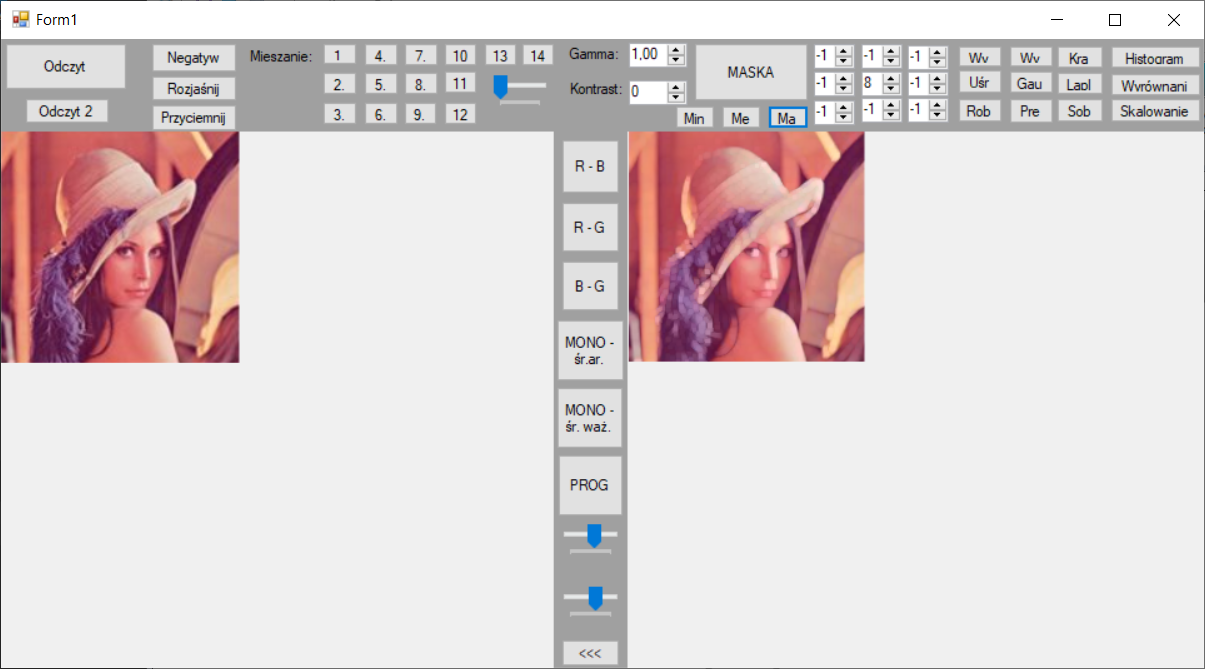 Form1
Odczyt
Odczyt 2
Negatyw
Rozjaśnij
Przyciemnij
Mieszanie:
1 4. 7. 10 13 14
2. 5. 8. 11
3. 6. 9. 12
Gamma: 1,00
Kontrast: 0
MASKA
Min Me Ma
-1 -1 -1
-1 8 -1
-1 -1 -1
Wy Wy Kra Histogram
Uśr Gau Lapl Wyrównani
Rob Pre Sob Skalowanie
R - B
R - G
B - G
MONO -
śr.ar.
MONO -
śr. waż.
PROG
<<<